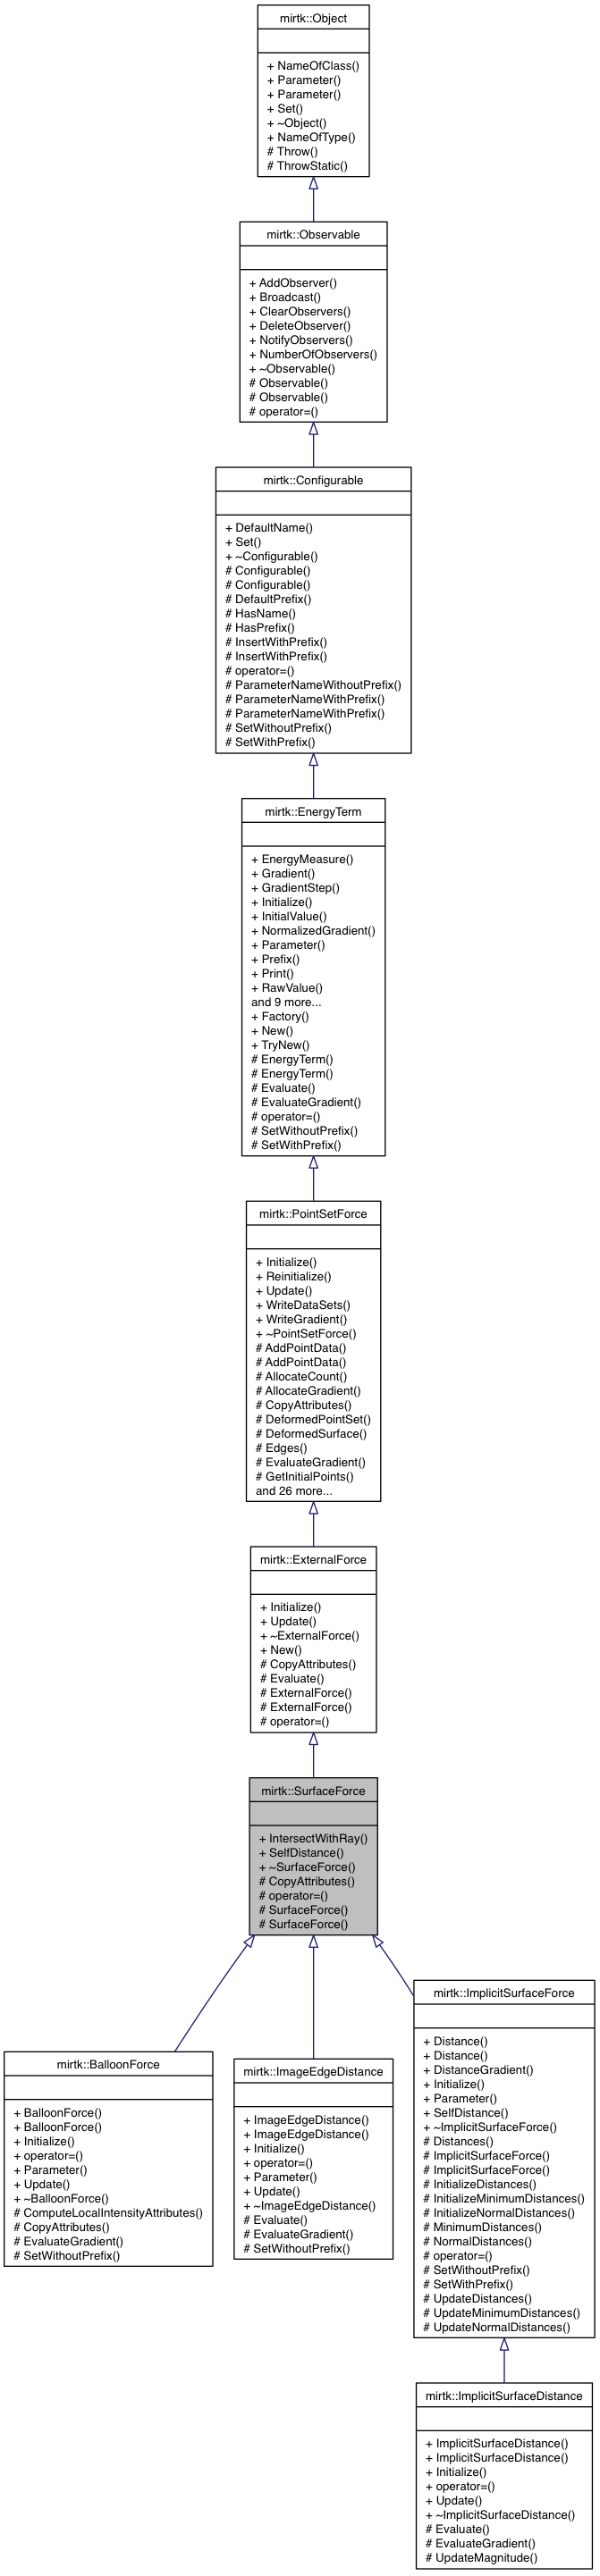 mirtk::Object
+ NameOfClass()
+ Parameter()
+ Parameter()
+ Set()
+ ~Object()
+ NameOfType()
# Throw()
# ThrowStatic()
mirtk::Observable
+ AddObserver()
+ Broadcast()
+ ClearObservers()
+ DeleteObserver()
+ NotifyObservers()
+ NumberOfObservers()
+ ~Observable()
# Observable()
# Observable()
# operator=()
mirtk::Configurable
+ DefaultName()
+ Set()
+ ~Configurable()
# Configurable()
# Configurable()
# DefaultPrefix()
# HasName()
# HasPrefix()
# InsertWithPrefix()
# InsertWithPrefix()
# operator=()
# ParameterNameWithoutPrefix()
# ParameterNameWithPrefix()
# ParameterNameWithPrefix()
# SetWithoutPrefix()
# SetWithPrefix()
mirtk::EnergyTerm
+ EnergyMeasure()
+ Gradient()
+ GradientStep()
+ Initialize()
+ InitialValue()
+ NormalizedGradient()
+ Parameter()
+ Prefix()
+ Print()
+ RawValue()
and 9 more...
+ Factory()
+ New()
+ TryNew()
# EnergyTerm()
# EnergyTerm()
# Evaluate()
# EvaluateGradient()
# operator=()
# SetWithoutPrefix()
# SetWithPrefix()
mirtk::PointSetForce
+ Initialize()
+ Reinitialize()
+ Update()
+ WriteDataSets()
+ WriteGradient()
+ ~PointSetForce()
# AddPointData()
# AddPointData()
# AllocateCount()
# AllocateGradient()
# CopyAttributes()
# DeformedPointSet()
# DeformedSurface()
# Edges()
# EvaluateGradient()
# GetInitialPoints()
and 26 more...
mirtk::ExternalForce
+ Initialize()
+ Update()
+ ~ExternalForce()
+ New()
# CopyAttributes()
# Evaluate()
# ExternalForce()
# ExternalForce()
# operator=()
mirtk::SurfaceForce
+ IntersectWithRay()
+ SelfDistance()
+ ~SurfaceForce()
# CopyAttributes()
# operator=()
# SurfaceForce()
# SurfaceForce()
mirtk::BalloonForce
+ BalloonForce()
+ BalloonForce()
+ Initialize()
+ operator=()
+ Parameter()
+ Update()
+ ~BalloonForce()
# ComputeLocalIntensityAttributes()
# CopyAttributes()
# EvaluateGradient()
# SetWithoutPrefix()
mirtk::ImageEdgeDistance
+ ImageEdgeDistance()
+ ImageEdgeDistance()
+ Initialize()
+ operator=()
+ Parameter()
+ Update()
+ ~ImageEdgeDistance()
# Evaluate()
# EvaluateGradient()
# SetWithoutPrefix()
mirtk::ImplicitSurfaceForce
+ Distance()
+ Distance()
+ DistanceGradient()
+ Initialize()
+ Parameter()
+ SelfDistance()
+ ~ImplicitSurfaceForce()
# Distances()
# ImplicitSurfaceForce()
# ImplicitSurfaceForce()
# InitializeDistances()
# InitializeMinimumDistances()
# InitializeNormalDistances()
# MinimumDistances()
# NormalDistances()
# operator=()
# SetWithoutPrefix()
# SetWithPrefix()
# UpdateDistances()
# UpdateMinimumDistances()
# UpdateNormalDistances()
mirtk::ImplicitSurfaceDistance
+ ImplicitSurfaceDistance()
+ ImplicitSurfaceDistance()
+ Initialize()
+ operator=()
+ Update()
+ ~ImplicitSurfaceDistance()
# Evaluate()
# EvaluateGradient()
# UpdateMagnitude()